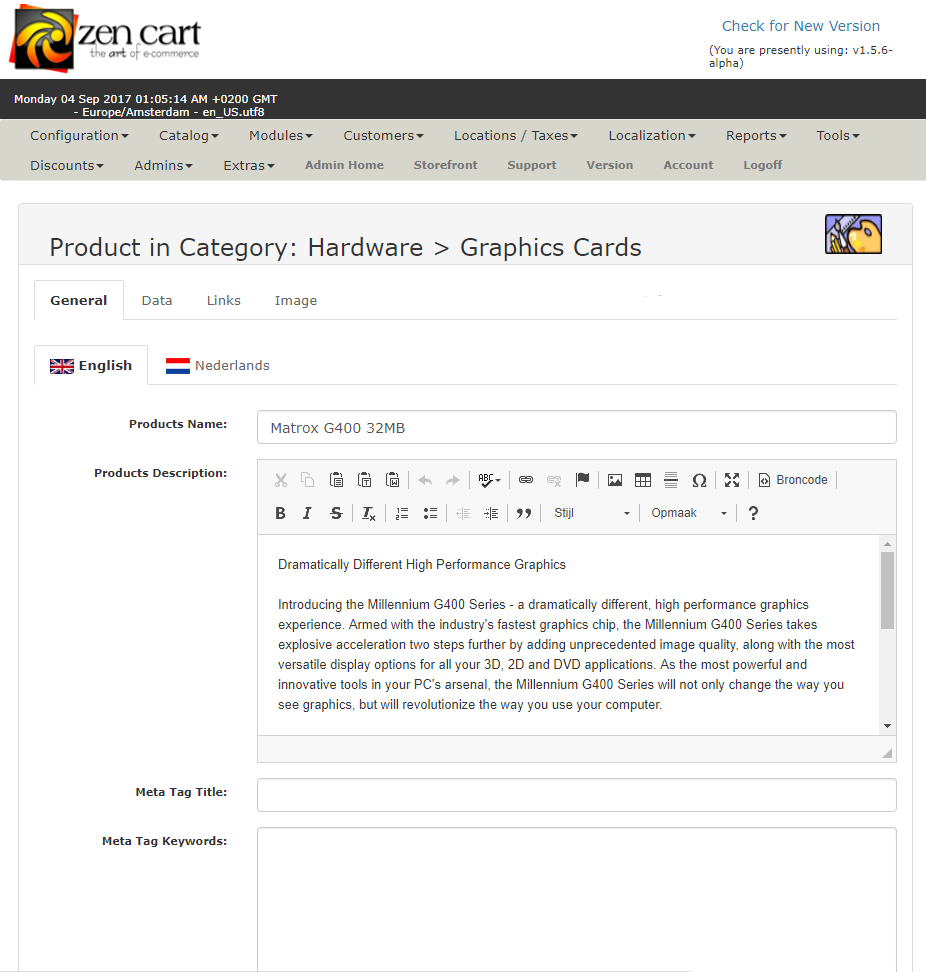 zen cart
the art of e-commerce
Check for New Version
(You are presently using: v1.5.6-
alpha)
Monday 04 Sep 2017 01:05:14 AM +0200 GMT
- Europe/Amsterdam - en_US.utf8
Configuration Catalog Modules Customers Locations / Taxes Localization Reports Tools
Discounts Admins Extras Admin Home Storefront Support Version Account Logoff
Product in Category: Hardware > Graphics Cards
General Data Links Image
English Nederlands
Products Name: Matrox G400 32MB
Products Description:
ABC Ω Broncode
B I S Tx Stijl Opmaak ?
Dramatically Different High Performance Graphics
Introducing the Millennium G400 Series - a dramatically different, high performance graphics
experience. Armed with the industry's fastest graphics chip, the Millennium G400 Series takes
explosive acceleration two steps further by adding unprecedented image quality, along with the most
versatile display options for all your 3D, 2D and DVD applications. As the most powerful and
innovative tools in your PC's arsenal, the Millennium G400 Series will not only change the way you
see graphics, but will revolutionize the way you use your computer.
Meta Tag Title:
Meta Tag Keywords: